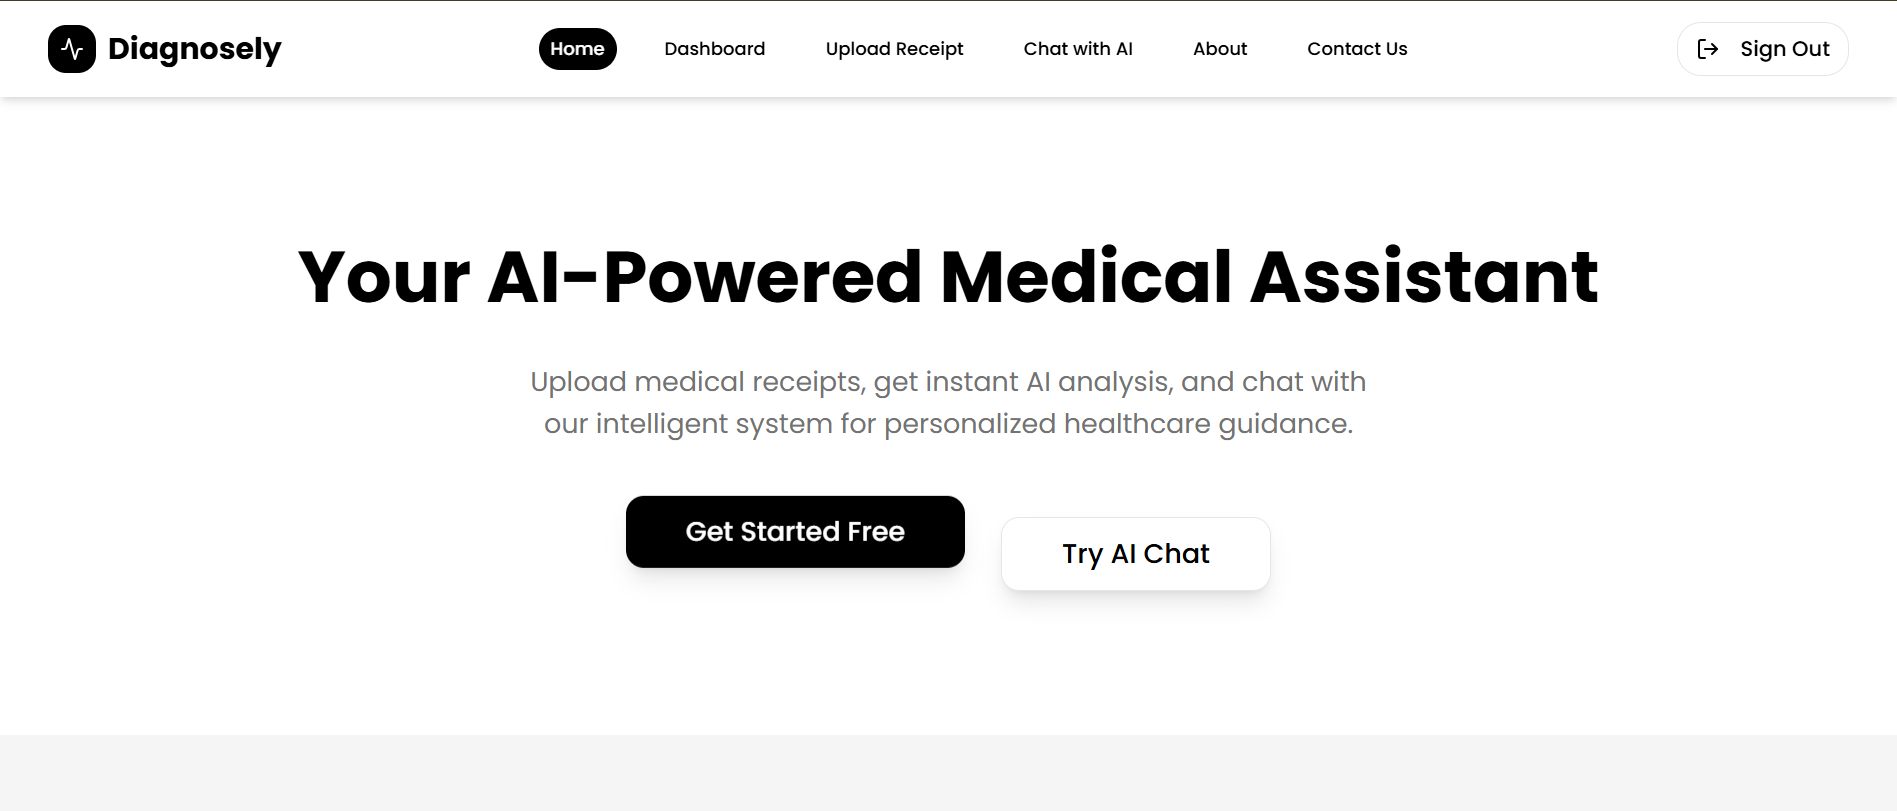 Diagnosely
Home Dashboard Upload Receipt Chat with AI About Contact Us
Sign Out
Your AI-Powered Medical Assistant
Upload medical receipts, get instant AI analysis, and chat with
our intelligent system for personalized healthcare guidance.
Get Started Free
Try AI Chat